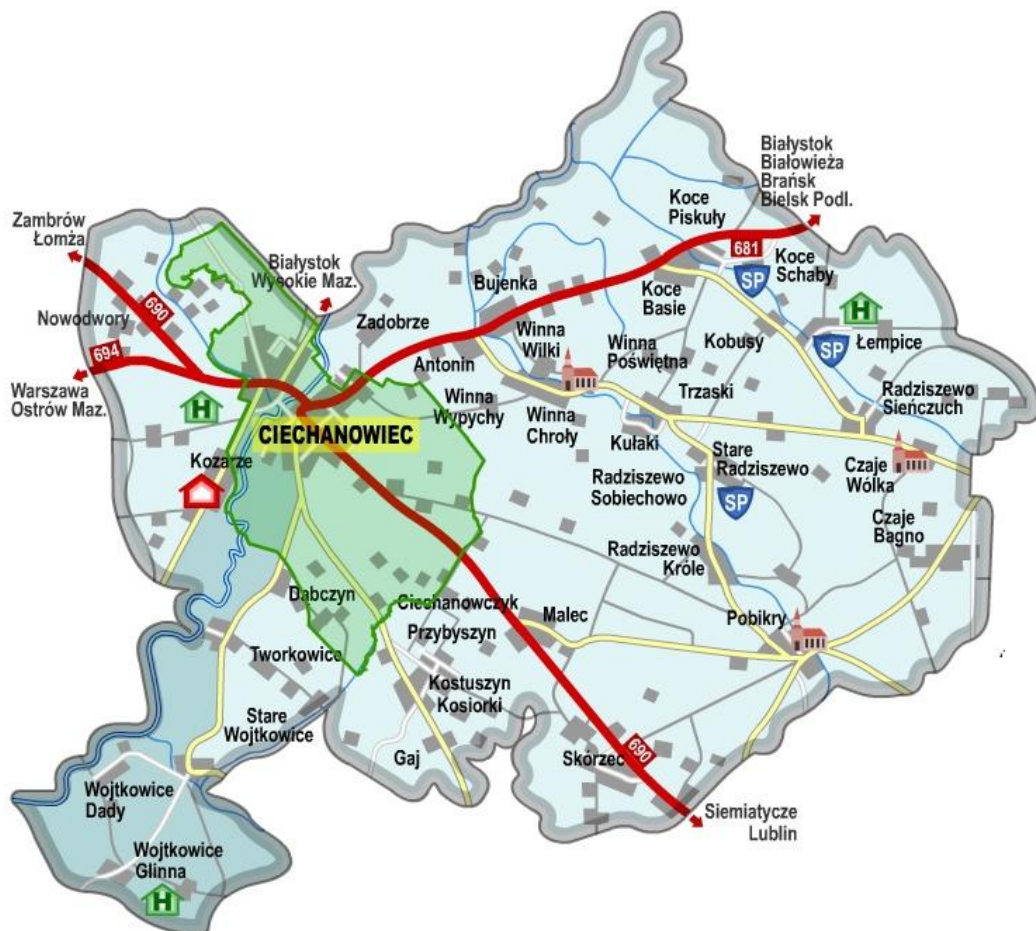 Białystok
Białowieża
Brańsk
Bielsk Podl.
Koce
Piskuły
681
Koce
Schaby
Zambrów
Łomża
Białystok
Wysokie Maz.
SP
Bujenka
Koce
Basie
H
690
Nowodwory
Zadobrze
Winna
Wilki
Winna
Poświętna
Kobusy
SP
Łempice
694
Antonin
Warszawa
Ostrów Maz.
Trzaski
Radziszewo
Sieńczuch
H
Winna
Wypychy
Winna
Chroły
CIECHANOWIEC
Kułaki
Stare
Radziszewo
Kozarze
Czaje
Wólka
Radziszewo
Sobiechowo
SP
Czaje
Bagno
Radziszewo
Króle
Dąbczyn
Ciechanowczyk
Malec
Pobikry
Przybyszyn
Tworkowice
Kostuszyn
Kosiorki
Stare
Wojtkowice
Gaj
Skórzec
690
Wojtkowice
Dady
Siemiatycze
Lublin
Wojtkowice
Glinna
H